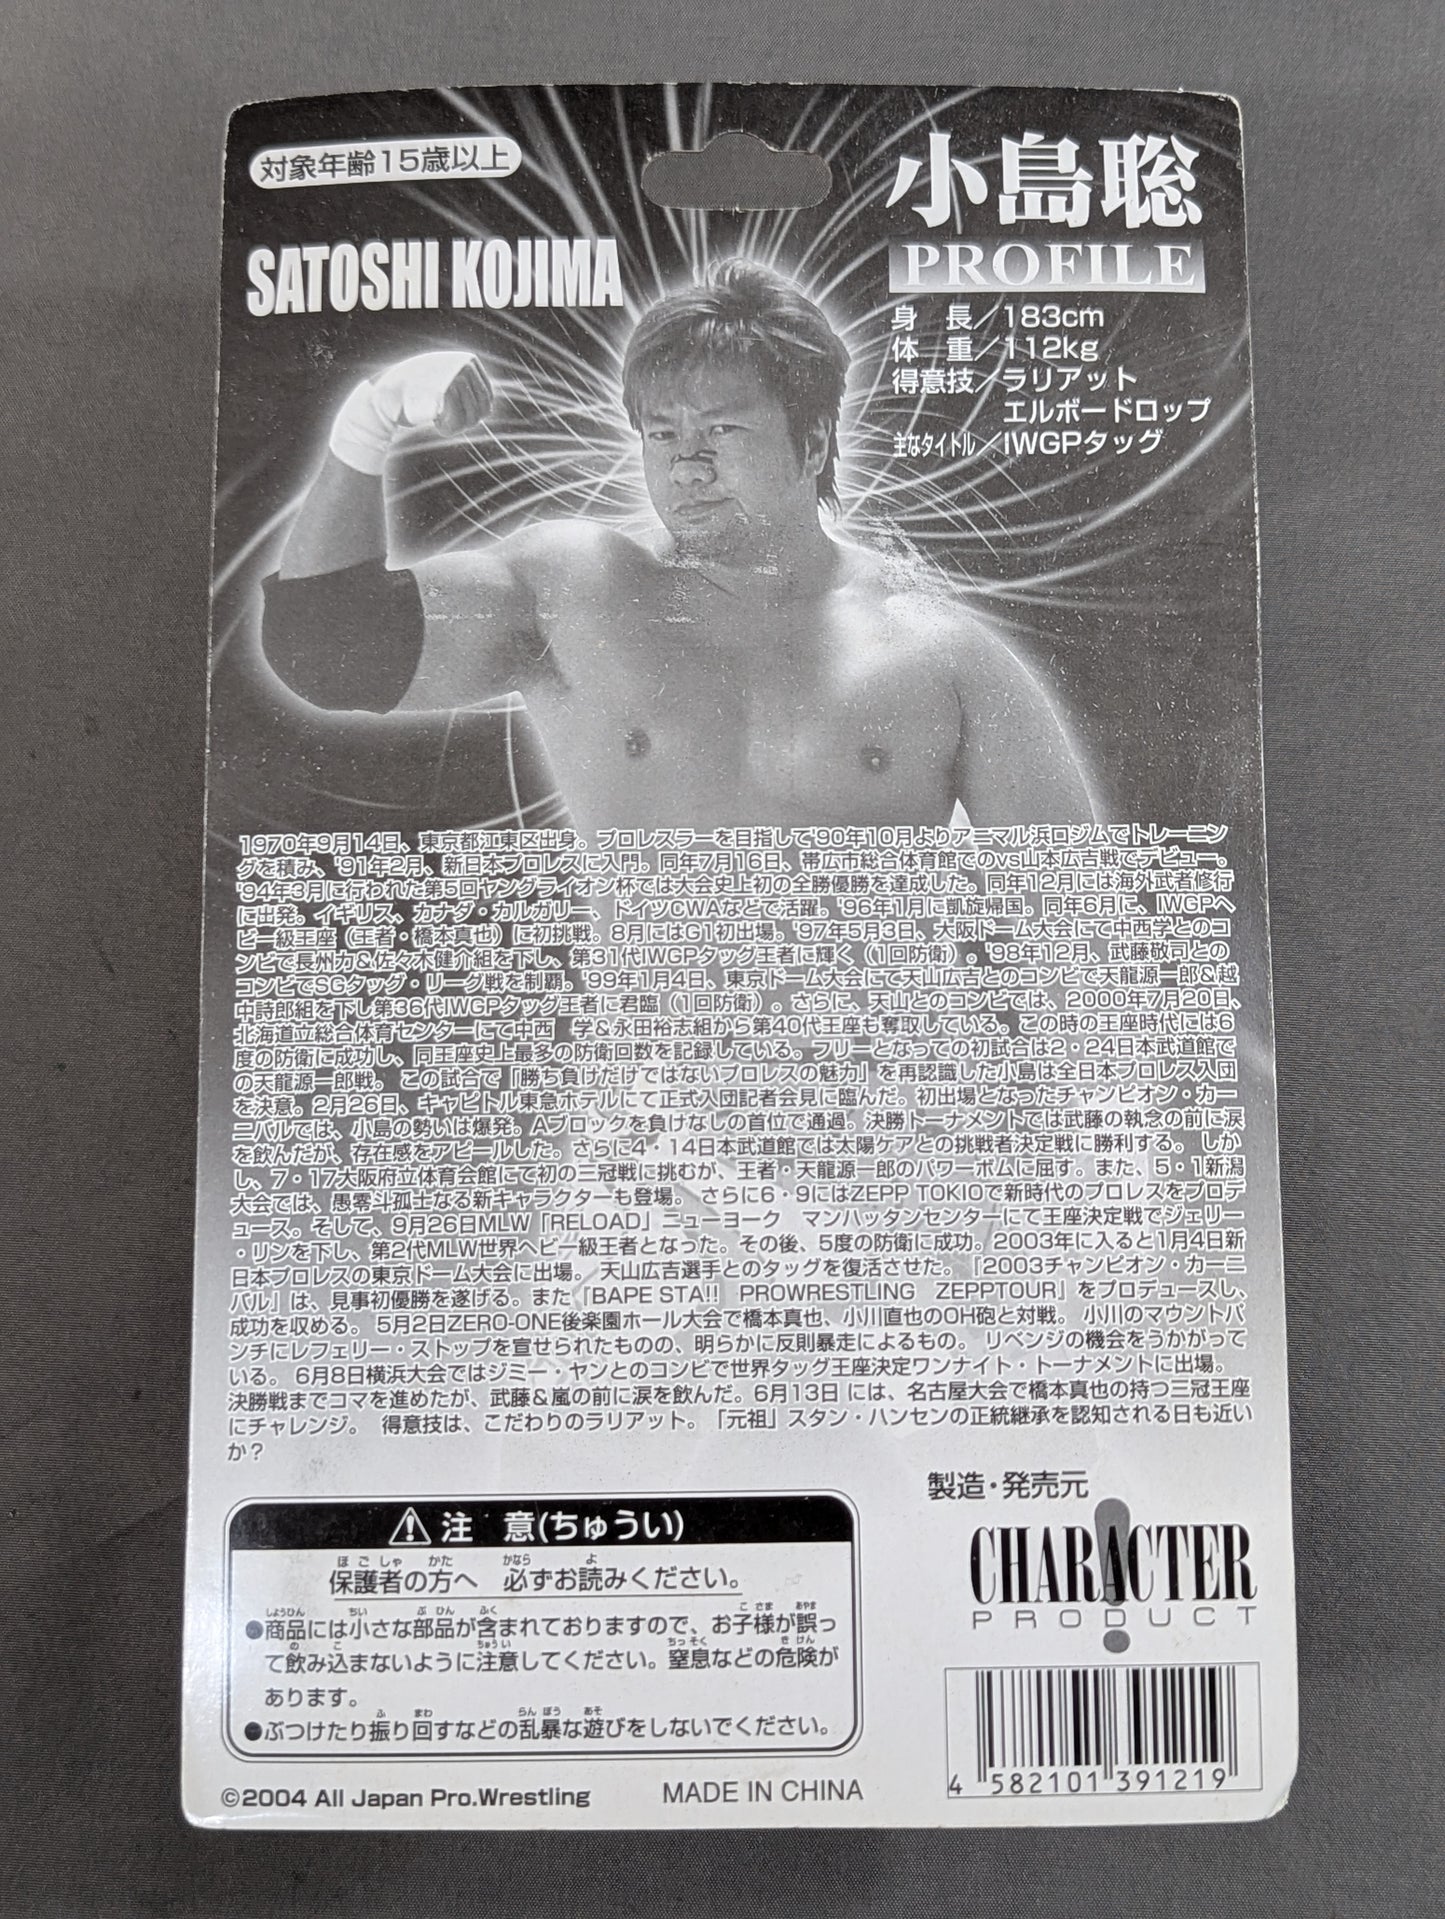 対象年齢15歳以上
SATOSHI KOJIMA
小島聡
PROFILE
身　長／183cm
体　重／112kg
得意技／ラリアット
エルボードロップ
主なタイトル／IWGPタッグ
1970年9月14日、東京都江東区出身。プロレスラーを目指して'90年10月よりアニマル浜口ジムでトレーニン
グを積み、'91年2月、新日本プロレスに入門。同年7月16日、帯広市総合体育館でのvs山本広吉戦でデビュー。
'94年3月に行われた第5回ヤングライオン杯では大会史上初の全勝優勝を達成した。同年12月には海外武者修行
に出発。イギリス、カナダ・カルガリー、ドイツCWAなどで活躍。'96年1月に凱旋帰国。同年6月に、IWGPヘ
ビー級王座（王者・橋本真也）に初挑戦。8月にはG1初出場。'97年5月3日、大阪ドーム大会にて中西学とのコ
ンビで長州力＆佐々木健介組を下し、第31代IWGPタッグ王者に輝く（1回防衛）。'98年12月、武藤敬司との
コンビでSGタッグ・リーグ戦を制覇。'99年1月4日、東京ドーム大会にて天山広吉とのコンビで天龍源一郎＆越
中詩郎組を下し第36代IWGPタッグ王者に君臨（1回防衛）。さらに、天山とのコンビでは、2000年7月20日、
北海道立総合体育センターにて中西　学＆永田裕志組から第40代王座も奪取している。この時の王座時代には6
度の防衛に成功し、同王座史上最多の防衛回数を記録している。フリーとなっての初試合は2・24日本武道館で
の天龍源一郎戦。 この試合で「勝ち負けだけではないプロレスの魅力」を再認識した小島は全日本プロレス入団
を決意。2月26日、キャピトル東急ホテルにて正式入団記者会見に臨んだ。初出場となったチャンピオン・カー
ニバルでは、小島の勢いは爆発。Aブロックを負けなしの首位で通過。決勝トーナメントでは武藤の執念の前に涙
を飲んだが、存在感をアピールした。さらに4・14日本武道館では太陽ケアとの挑戦者決定戦に勝利する。 しか
し、7・17大阪府立体育会館にて初の三冠戦に挑むが、王者・天龍源一郎のパワーボムに屈す。また、5・1新潟
大会では、愚零斗孤士なる新キャラクターも登場。 さらに6・9にはZEPP TOKIOで新時代のプロレスをプロデ
ュース。そして、9月26日MLW「RELOAD」ニューヨーク　マンハッタンセンターにて王座決定戦でジェリー
・リンを下し、第2代MLW世界ヘビー級王者となった。その後、5度の防衛に成功。2003年に入ると1月4日新
日本プロレスの東京ドーム大会に出場。 天山広吉選手とのタッグを復活させた。「2003チャンピオン・カーニ
バル」は、見事初優勝を遂げる。また「BAPE STA!!　PROWRESTLING　ZEPPTOUR」をプロデュースし、
成功を収める。 5月2日ZERO-ONE後楽園ホール大会で橋本真也、小川直也のOH砲と対戦。 小川のマウントパ
ンチにレフェリー・ストップを宣せられたものの、明らかに反則暴走によるもの。 リベンジの機会をうかがって
いる。 6月8日横浜大会ではジミー・ヤンとのコンビで世界タッグ王座決定ワンナイト・トーナメントに出場。
決勝戦までコマを進めたが、武藤＆嵐の前に涙を飲んだ。6月13日 には、名古屋大会で橋本真也の持つ三冠王座
にチャレンジ。　得意技は、こだわりのラリアット。「元祖」スタン・ハンセンの正統継承を認知される日も近い
か？
製造・発売元
CHARACTER
PRODUCT
注　意(ちゅうい)
ほごしゃ　かた　かなら　よ
保護者の方へ　必ずお読みください。
しょうひん　ちい　ぶひん　ふく　こさま　あやま
●商品には小さな部品が含まれておりますので、お子様が誤っ
の　こ　ちゅうい　ちっそく　きけん
て飲み込まないように注意してください。窒息などの危険が
あります。
ふ　まわ　らんぼう　あそ
●ぶつけたり振り回すなどの乱暴な遊びをしないでください。
©2004 All Japan Pro.Wrestling
MADE IN CHINA
4 582101 391219